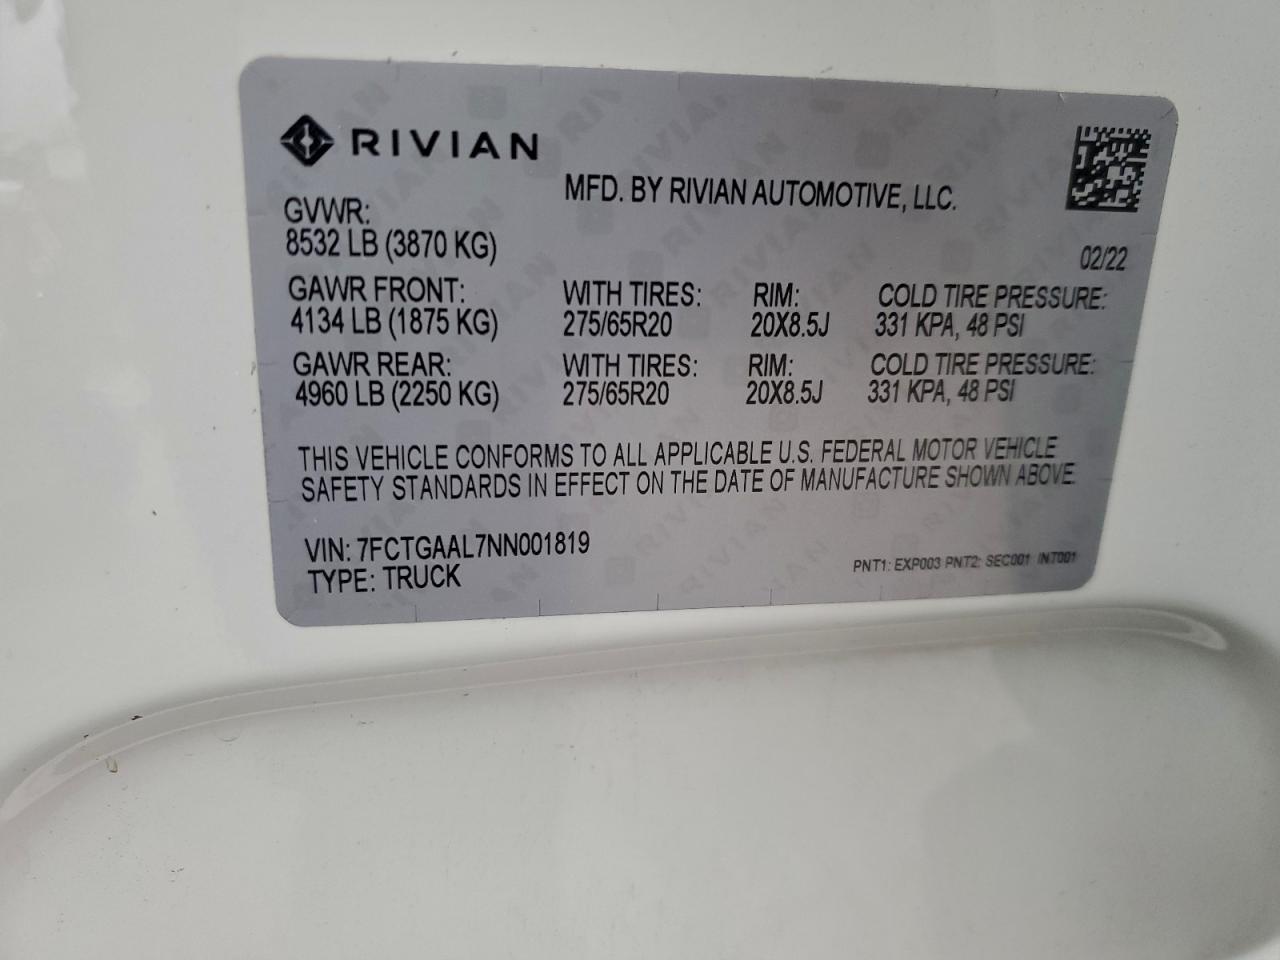 RIVIAN
MFD. BY RIVIAN AUTOMOTIVE, LLC.
GVWR:
8532 LB (3870 KG)
02/22
GAWR FRONT: WITH TIRES: RIM: COLD TIRE PRESSURE:
4134 LB (1875 KG) 275/65R20 20X8.5J 331 KPA, 48 PSI
GAWR REAR: WITH TIRES: RIM: COLD TIRE PRESSURE:
4960 LB (2250 KG) 275/65R20 20X8.5J 331 KPA, 48 PSI
THIS VEHICLE CONFORMS TO ALL APPLICABLE U.S. FEDERAL MOTOR VEHICLE
SAFETY STANDARDS IN EFFECT ON THE DATE OF MANUFACTURE SHOWN ABOVE.
VIN: 7FCTGAAL7NN001819
TYPE: TRUCK
PNT1: EXP003 PNT2: SEC001 INT001